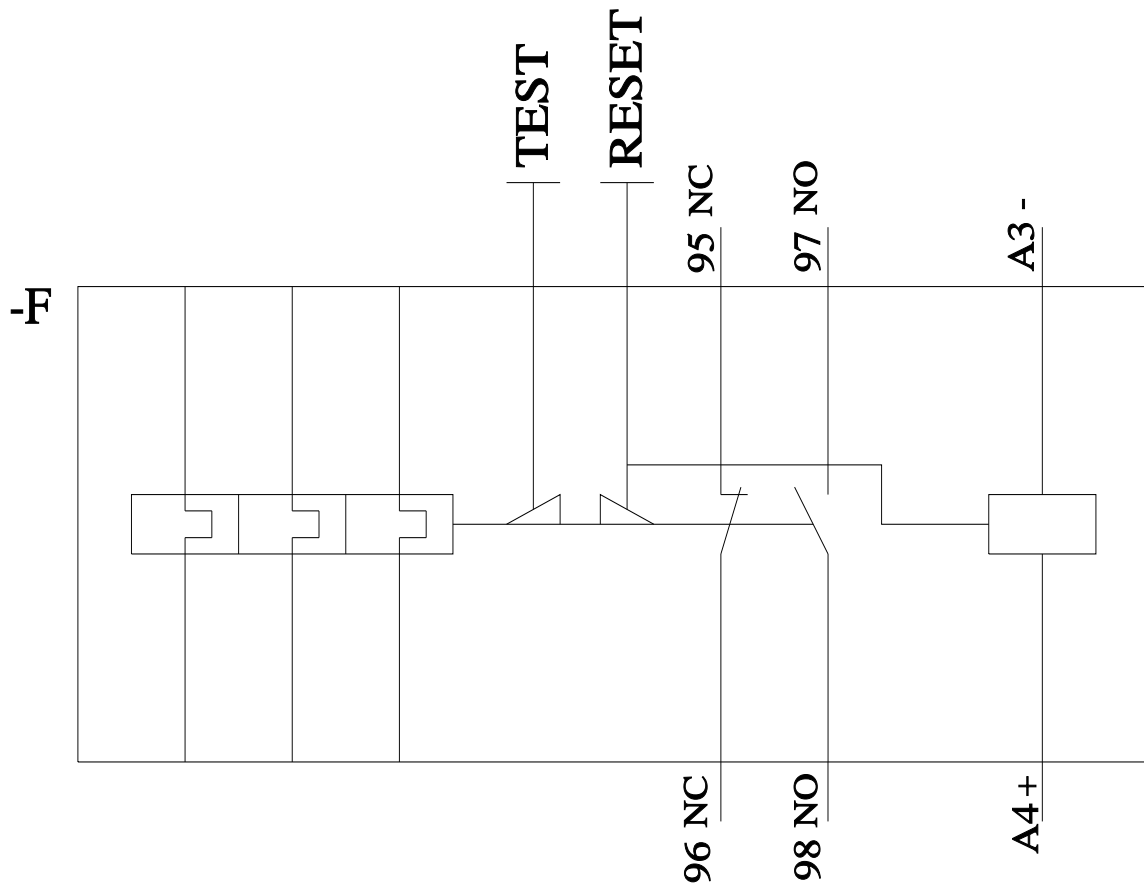 TEST
RESET
95 NC
97 NO
A3 -
-F
96 NC
98 NO
A4 +